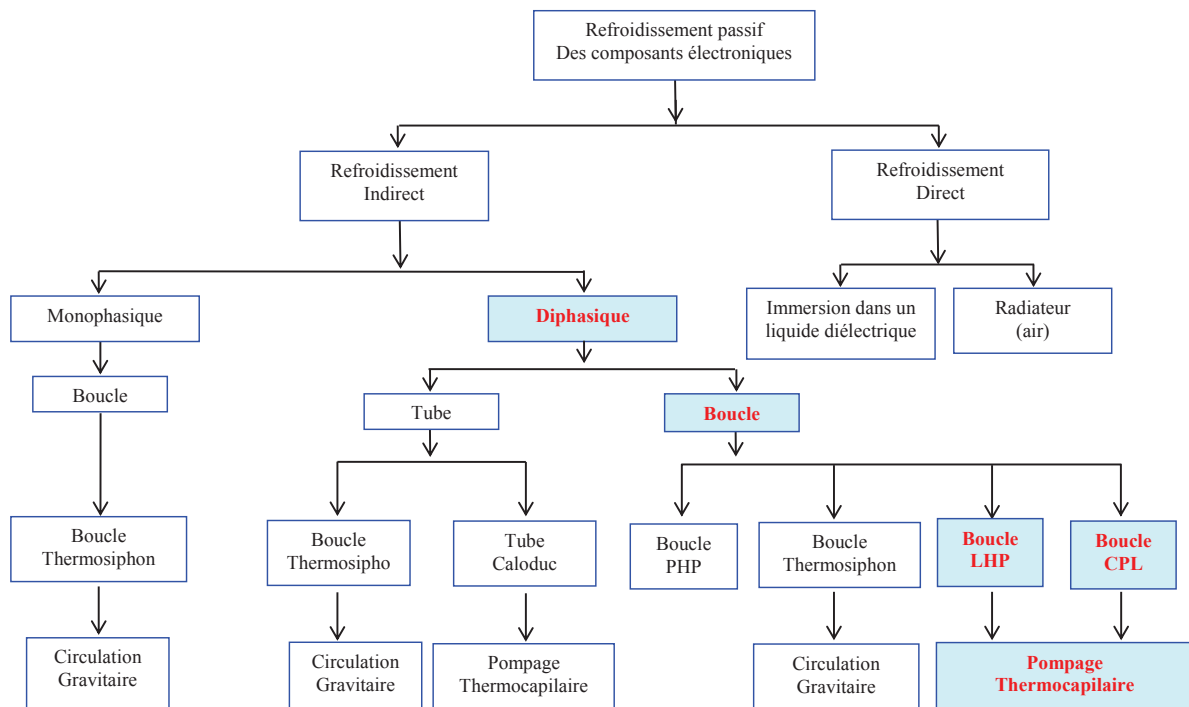 Refroidissement passif
Des composants électroniques
Refroidissement
Indirect
Refroidissement
Direct
Monophasique
Diphasique
Immersion dans un
liquide diélectrique
Radiateur
(air)
Boucle
Tube
Boucle
Boucle
Thermosiphon
Boucle
Thermosipho
Tube
Caloduc
Boucle
PHP
Boucle
Thermosiphon
Boucle
LHP
Boucle
CPL
Circulation
Gravitaire
Circulation
Gravitaire
Pompage
Thermocapilaire
Circulation
Gravitaire
Pompage
Thermocapilaire